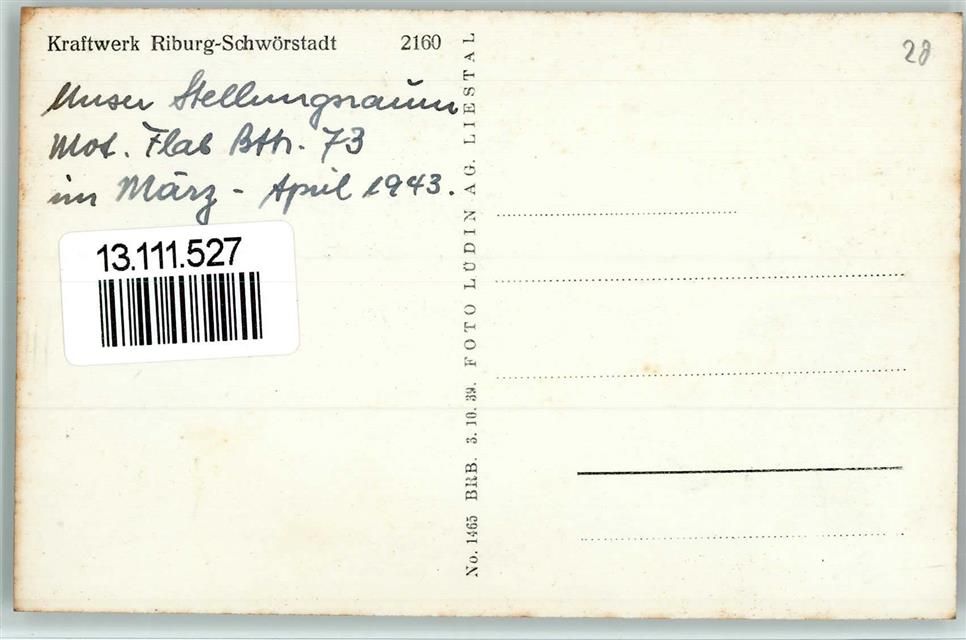 Kraftwerk Riburg-Schwörstadt 2160
Unser Stellungsraum
Mot. Flab Bttr. 73
im März - April 1943.
13.111.527
No. 1465 BRB. 3. 10. 39. FOTO LÜDIN AG. LIESTAL
28